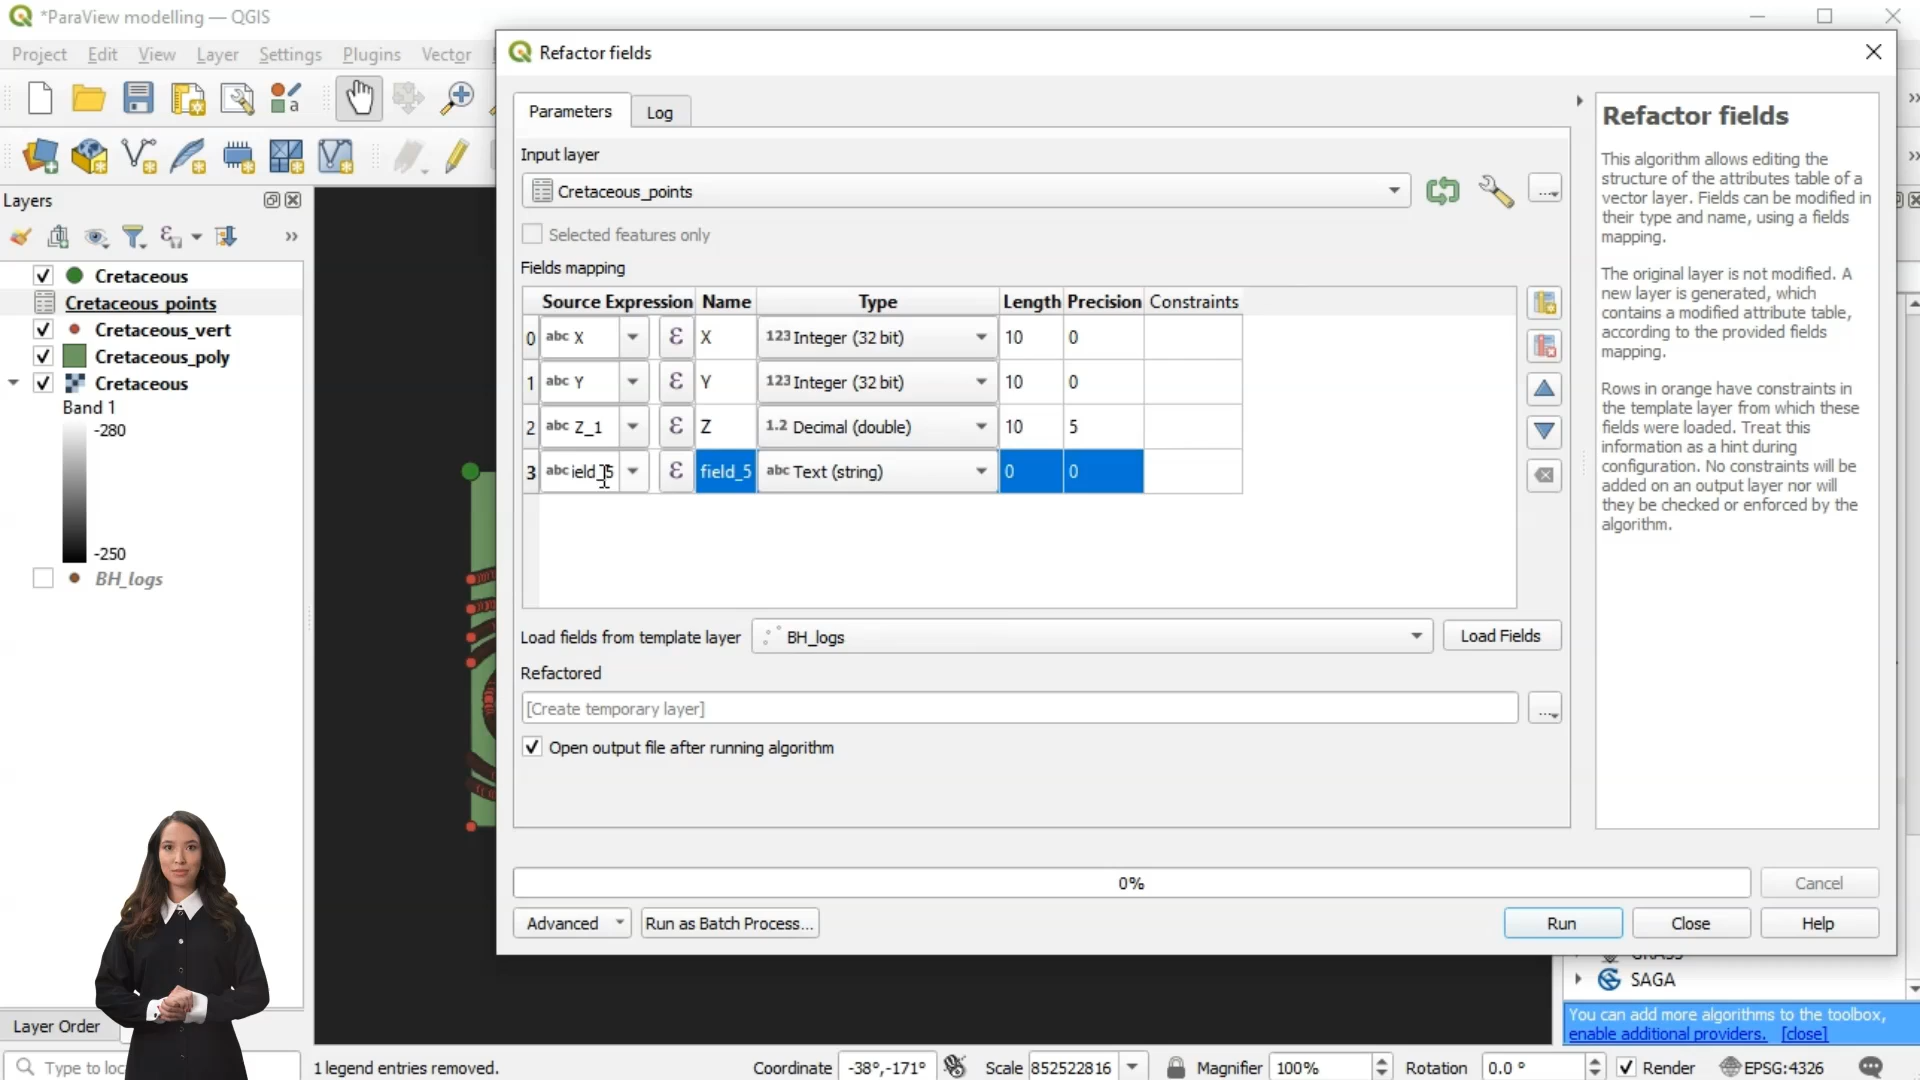 *ParaView modelling — QGIS
Project Edit View Layer Settings Plugins Vector
Layers
Cretaceous
Cretaceous_points
Cretaceous_vert
Cretaceous_poly
Cretaceous
Band 1
-280
-250
BH_logs
Layer Order
Refactor fields
Parameters Log
Input layer
Cretaceous_points
Selected features only
Fields mapping
Source Expression Name Type Length Precision Constraints
0 abc X ε X 123 Integer (32 bit) 10 0
1 abc Y ε Y 123 Integer (32 bit) 10 0
2 abc Z_1 ε Z 1.2 Decimal (double) 10 5
3 abc ield_5 ε field_5 abc Text (string) 0 0
Load fields from template layer BH_logs Load Fields
Refactored
[Create temporary layer]
Open output file after running algorithm
0% Cancel
Advanced Run as Batch Process... Run Close Help
Refactor fields
This algorithm allows editing the
structure of the attributes table of a
vector layer. Fields can be modified in
their type and name, using a fields
mapping.
The original layer is not modified. A
new layer is generated, which
contains a modified attribute table,
according to the provided fields
mapping.
Rows in orange have constraints in
the template layer from which these
fields were loaded. Treat this
information as a hint during
configuration. No constraints will be
added on an output layer nor will
they be checked or enforced by the
algorithm.
SAGA
You can add more algorithms to the toolbox,
enable additional providers. [close]
Type to loc 1 legend entries removed. Coordinate -38°,-171° Scale 852522816 Magnifier 100% Rotation 0.0 ° Render EPSG:4326